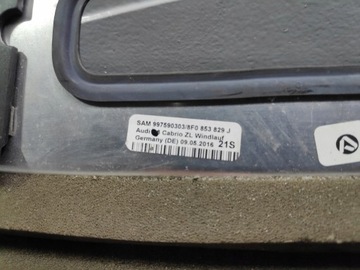 SAM 997590303/8F0 853 829 J
Audi Cabrio ZL Windlauf
Germany (DE) 09.05.2016 21S